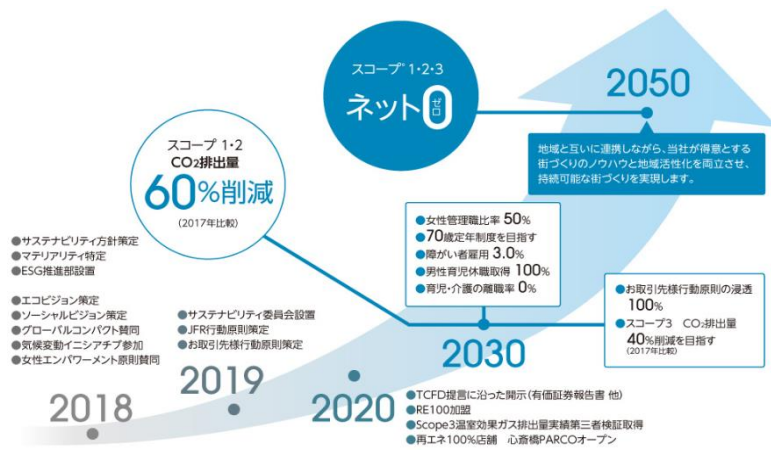 スコープ1・2・3
ネット0
ゼロ
2050
地域と互いに連携しながら、当社が得意とする
街づくりのノウハウと地域活性化を両立させ、
持続可能な街づくりを実現します。
スコープ 1・2
CO₂排出量
60%削減
(2017年比較)
●女性管理職比率 50%
●70歳定年制度を目指す
●障がい者雇用 3.0%
●男性育児休職取得 100%
●育児・介護の離職率 0%
●お取引先様行動原則の浸透
100%
●スコープ3 CO₂排出量
40%削減を目指す
(2017年比較)
2030
●サステナビリティ方針策定
●マテリアリティ特定
●ESG推進部設置
●エコビジョン策定
●ソーシャルビジョン策定
●グローバルコンパクト賛同
●気候変動イニシアチブ参加
●女性エンパワーメント原則賛同
2018
●サステナビリティ委員会設置
●JFR行動原則策定
●お取引先様行動原則策定
2019
2020
●TCFD提言に沿った開示(有価証券報告書 他)
●RE100加盟
●Scope3温室効果ガス排出量実績第三者検証取得
●再エネ100%店舗 心斎橋PARCOオープン